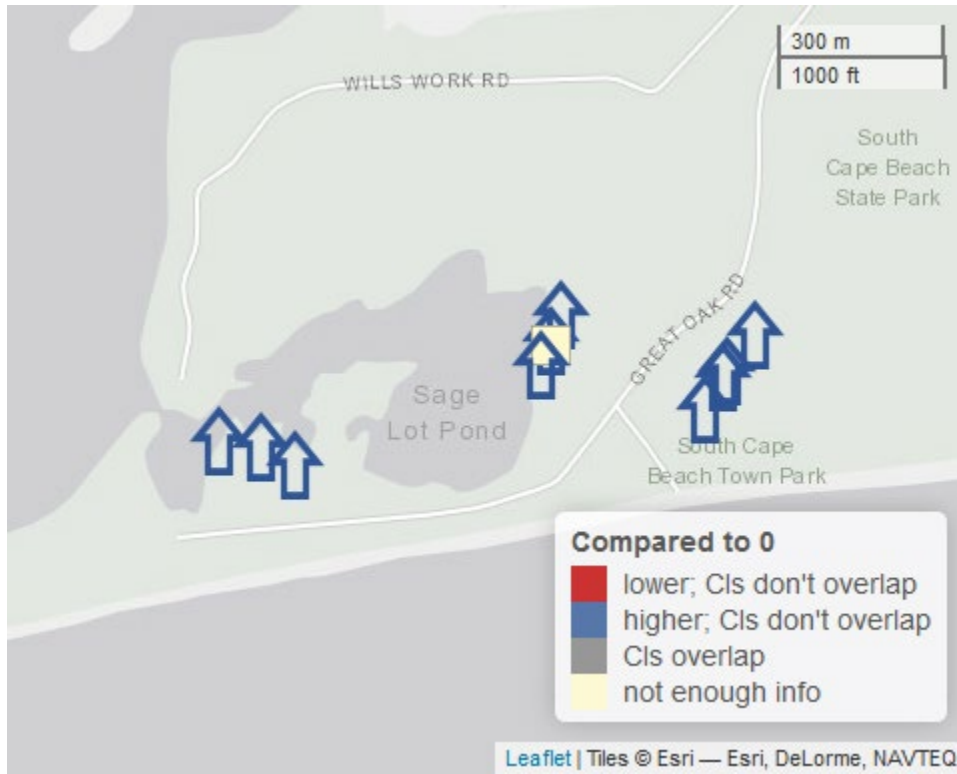 300 m
1000 ft
WILLS WORK RD
South
Cape Beach
State Park
GREAT OAK RD
Sage
Lot Pond
South Cape
Beach Town Park
Compared to 0
lower; CIs don't overlap
higher; CIs don't overlap
CIs overlap
not enough info
Leaflet | Tiles © Esri — Esri, DeLorme, NAVTEQ